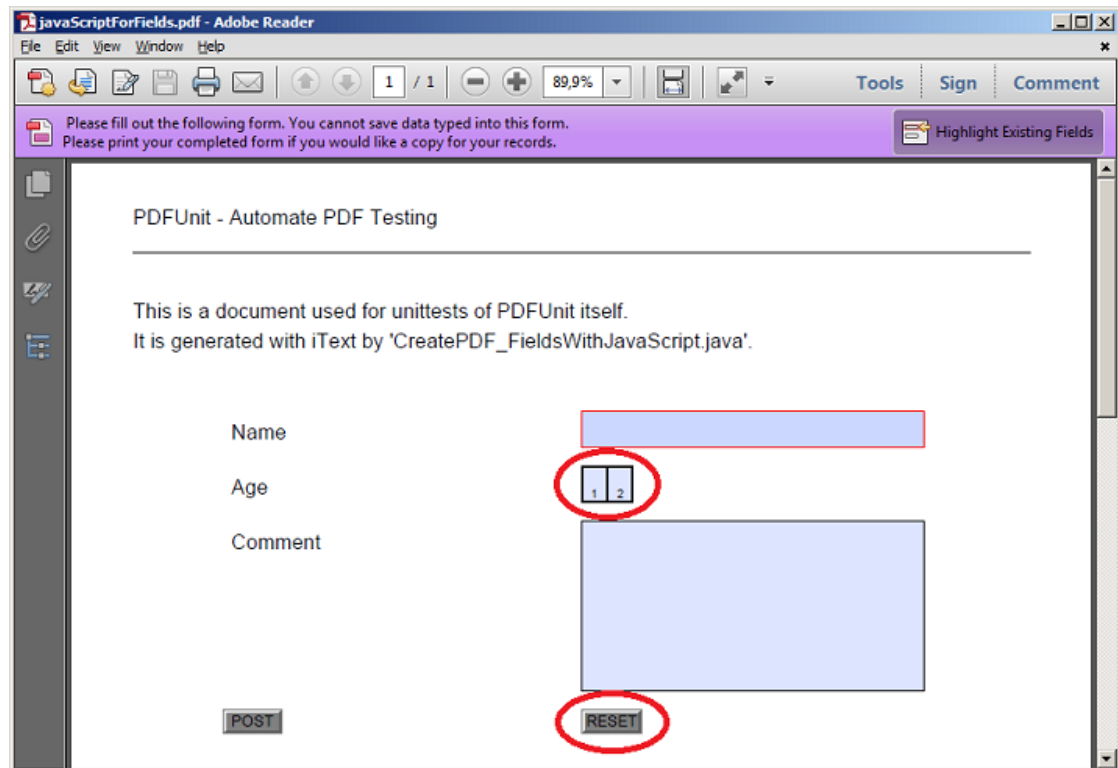 javaScriptForFields.pdf - Adobe Reader
File Edit View Window Help
1 / 1 89,9% Tools Sign Comment
Please fill out the following form. You cannot save data typed into this form.
Please print your completed form if you would like a copy for your records.
Highlight Existing Fields
PDFUnit - Automate PDF Testing
This is a document used for unittests of PDFUnit itself.
It is generated with iText by 'CreatePDF_FieldsWithJavaScript.java'.
Name
Age 1 2
Comment
POST RESET